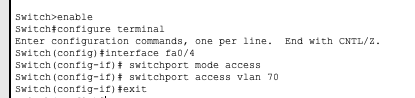 Switch>enable
Switch#configure terminal
Enter configuration commands, one per line.  End with CNTL/Z.
Switch(config)#interface fa0/4
Switch(config-if)# switchport mode access
Switch(config-if)# switchport access vlan 70
Switch(config-if)#exit